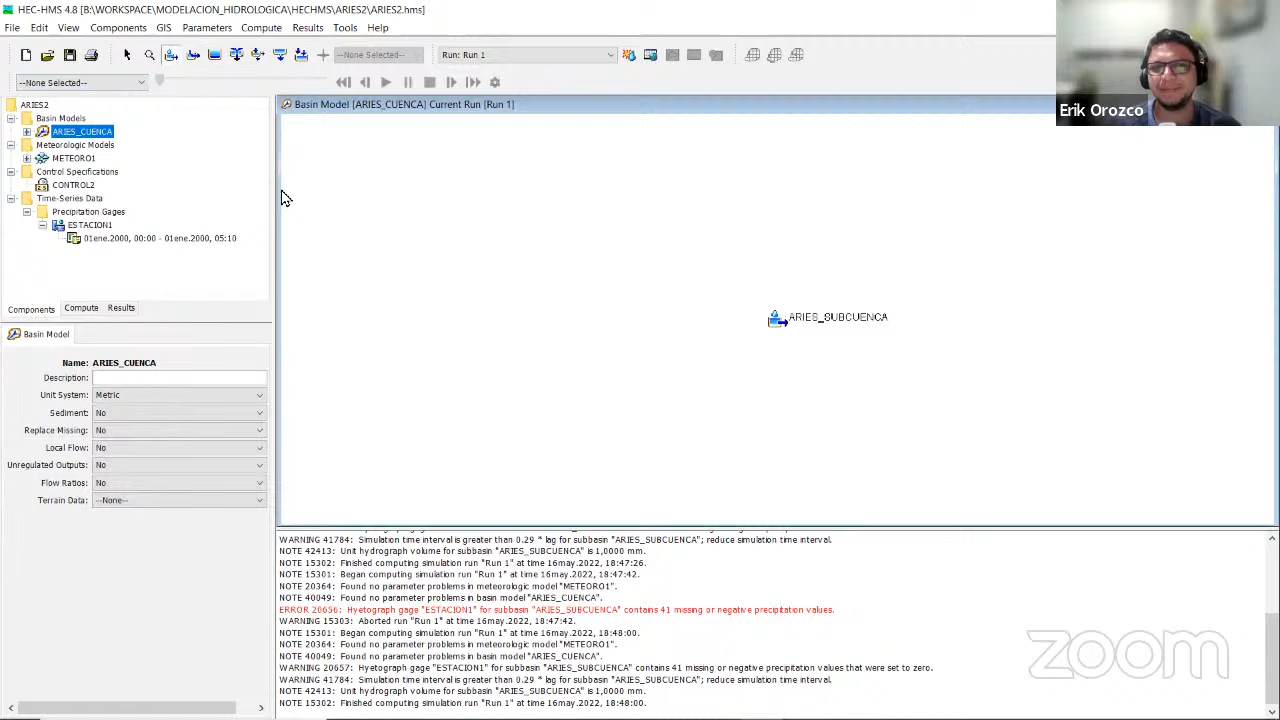 HEC-HMS 4.8 [B:\WORKSPACE\MODELACION_HIDROLOGICA\HECHMS\ARIES2\ARIES2.hms]
File Edit View Components GIS Parameters Compute Results Tools Help
--None Selected--
Run: Run 1
--None Selected--
ARIES2
Basin Models
ARIES_CUENCA
Meteorologic Models
METEORO1
Control Specifications
CONTROL2
Time-Series Data
Precipitation Gages
ESTACION1
01ene.2000, 00:00 - 01ene.2000, 05:10
Components Compute Results
Basin Model
Name: ARIES_CUENCA
Description:
Unit System: Metric
Sediment: No
Replace Missing: No
Local Flow: No
Unregulated Outputs: No
Flow Ratios: No
Terrain Data: --None--
Basin Model [ARIES_CUENCA] Current Run [Run 1]
ARIES_SUBCUENCA
Erik Orozco
WARNING 41784: Simulation time interval is greater than 0.29 * lag for subbasin "ARIES_SUBCUENCA"; reduce simulation time interval.
NOTE 42413: Unit hydrograph volume for subbasin "ARIES_SUBCUENCA" is 1,0000 mm.
NOTE 15302: Finished computing simulation run "Run 1" at time 16may.2022, 18:47:26.
NOTE 15301: Began computing simulation run "Run 1" at time 16may.2022, 18:47:42.
NOTE 20364: Found no parameter problems in meteorologic model "METEORO1".
NOTE 40049: Found no parameter problems in basin model "ARIES_CUENCA".
ERROR 20656: Hyetograph gage "ESTACION1" for subbasin "ARIES_SUBCUENCA" contains 41 missing or negative precipitation values.
WARNING 15303: Aborted run "Run 1" at time 16may.2022, 18:47:42.
NOTE 15301: Began computing simulation run "Run 1" at time 16may.2022, 18:48:00.
NOTE 20364: Found no parameter problems in meteorologic model "METEORO1".
NOTE 40049: Found no parameter problems in basin model "ARIES_CUENCA".
WARNING 20657: Hyetograph gage "ESTACION1" for subbasin "ARIES_SUBCUENCA" contains 41 missing or negative precipitation values that were set to zero.
WARNING 41784: Simulation time interval is greater than 0.29 * lag for subbasin "ARIES_SUBCUENCA"; reduce simulation time interval.
NOTE 42413: Unit hydrograph volume for subbasin "ARIES_SUBCUENCA" is 1,0000 mm.
NOTE 15302: Finished computing simulation run "Run 1" at time 16may.2022, 18:48:00.
zoom